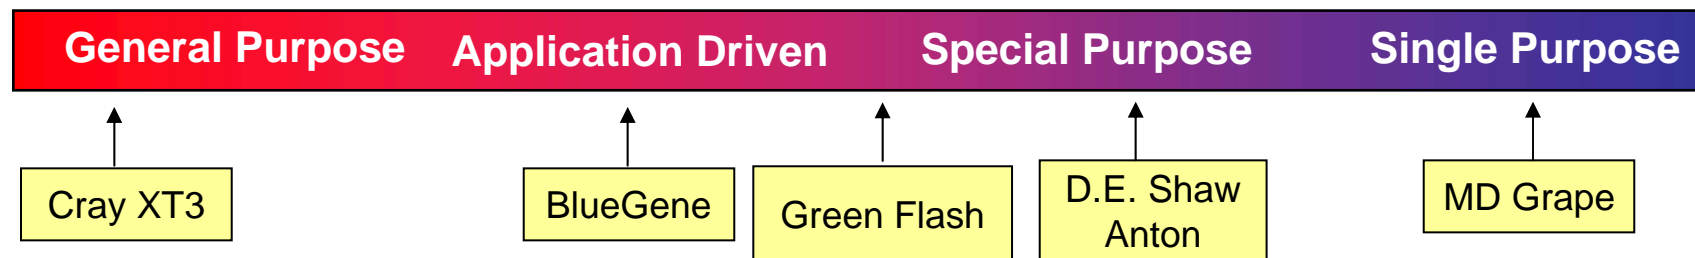 General Purpose Application Driven Special Purpose Single Purpose
Cray XT3
BlueGene
Green Flash
D.E. Shaw
Anton
MD Grape